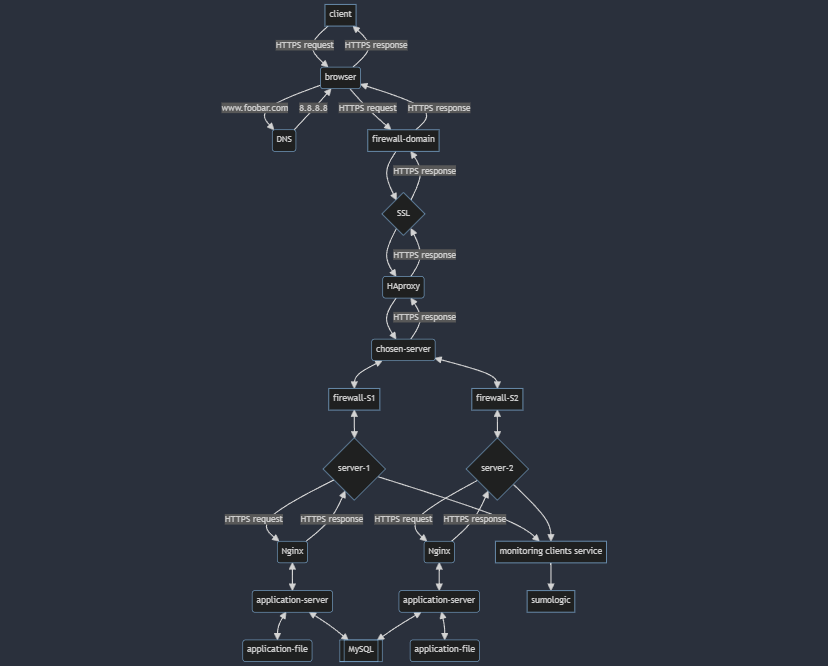 client
HTTPS request HTTPS response
browser
www.foobar.com 8.8.8.8 HTTPS request HTTPS response
DNS firewall-domain
HTTPS response
SSL
HTTPS response
HAproxy
HTTPS response
chosen-server
firewall-S1 firewall-S2
server-1 server-2
HTTPS request HTTPS response HTTPS request HTTPS response
Nginx Nginx monitoring clients service
application-server application-server sumologic
application-file MySQL application-file